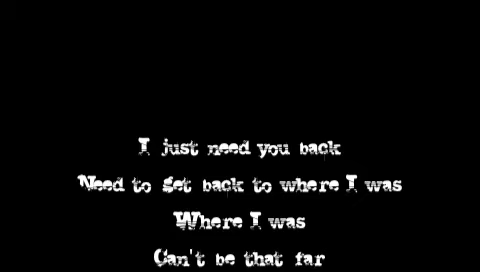 I just need you back
Need to get back to where I was
Where I was
Can't be that far